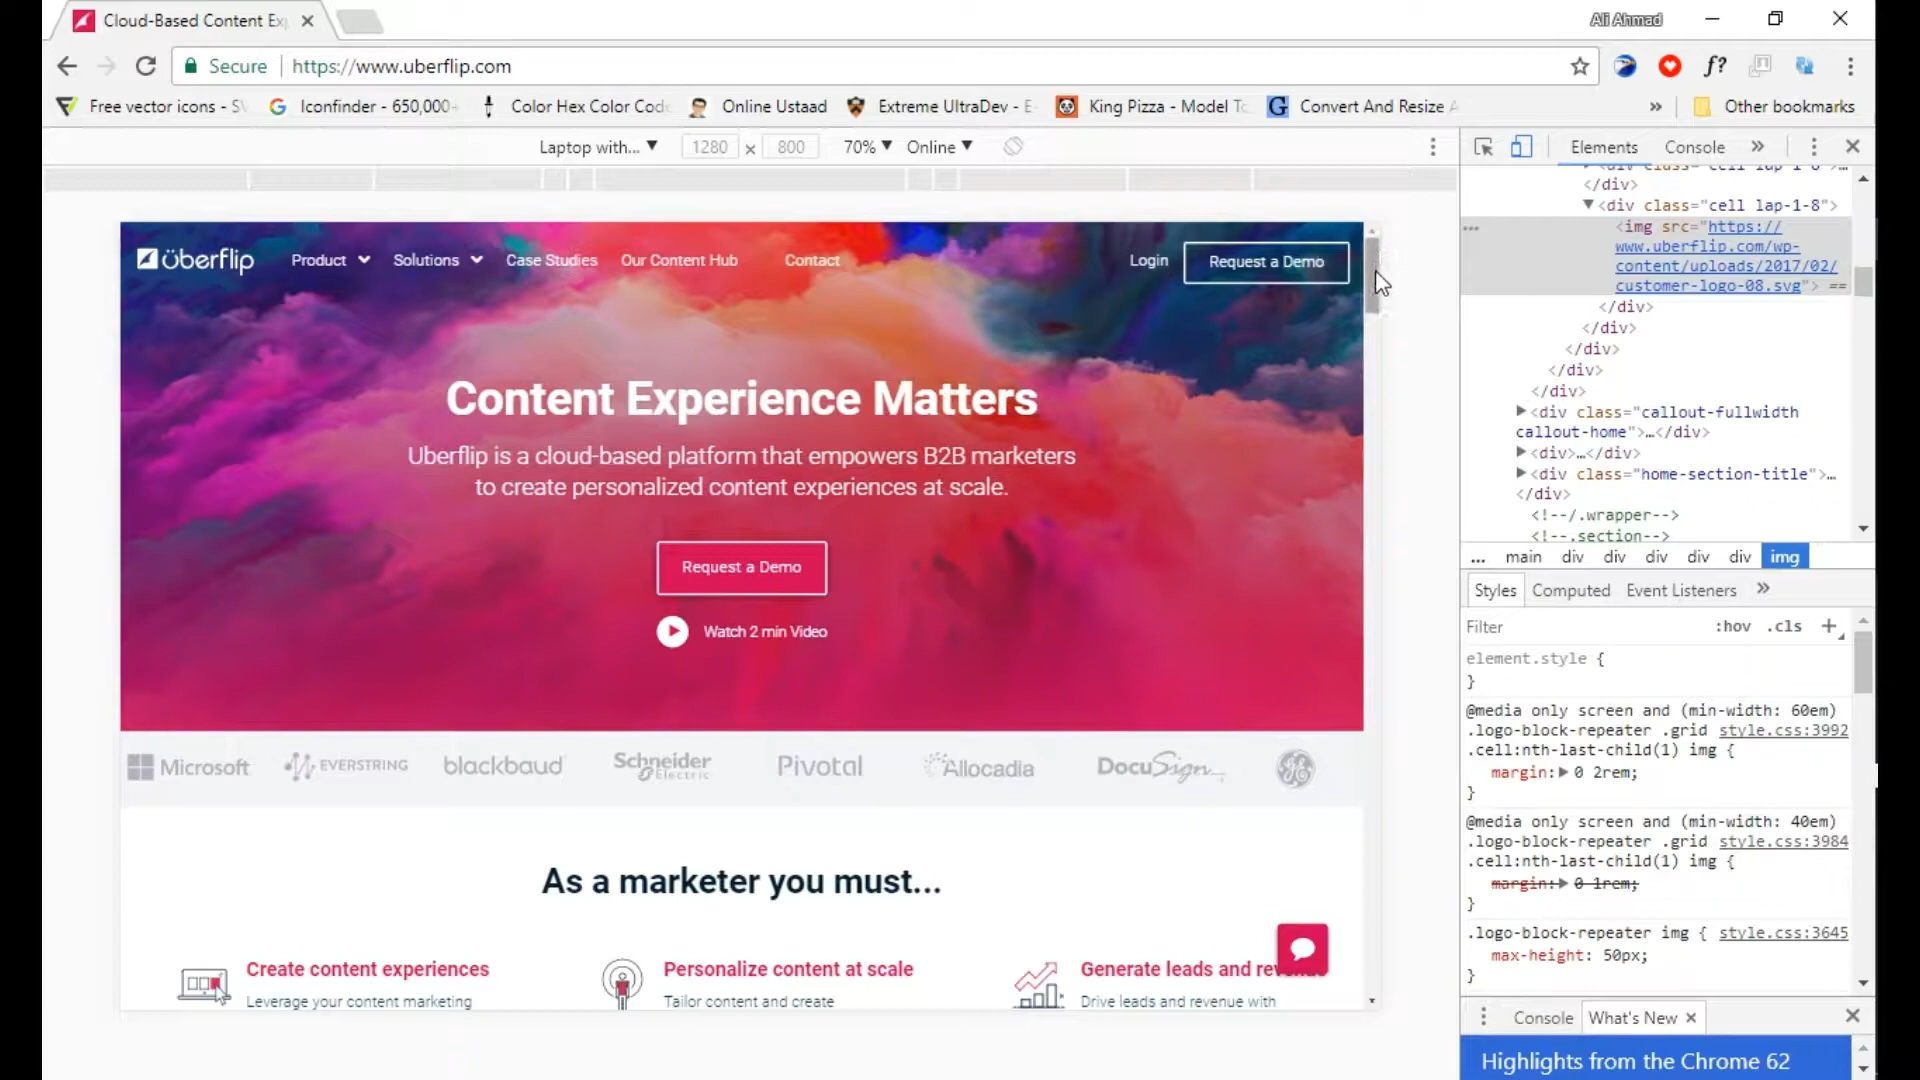 Cloud-Based Content Ex
Ali Ahmad
Secure
https://www.uberflip.com
f?
Free vector icons - SV
Iconfinder - 650,000+
Color Hex Color Cod
Online Ustaad
Extreme UltraDev - E
King Pizza - Model To
Convert And Resize A
»
Other bookmarks
Laptop with... ▼
1280 x 800
70% ▼
Online ▼
Elements
Console
»
überflip
Product
Solutions
Case Studies
Our Content Hub
Contact
Login
Request a Demo
Content Experience Matters
Uberflip is a cloud-based platform that empowers B2B marketers
to create personalized content experiences at scale.
Request a Demo
Watch 2 min Video
Microsoft
EVERSTRING
blackbaud
Schneider
Electric
Pivotal
Allocadia
DocuSign
GE
As a marketer you must...
Create content experiences
Leverage your content marketing
Personalize content at scale
Tailor content and create
Generate leads and
Drive leads and revenue with
<div class="cell lap-1-8">…
</div>
▼<div class="cell lap-1-8">
… <img src="https://
www.uberflip.com/wp-
content/uploads/2017/02/
customer-logo-08.svg"> ==
</div>
</div>
</div>
</div>
</div>
▶<div class="callout-fullwidth
callout-home">…</div>
▶<div>…</div>
▶<div class="home-section-title">…
</div>
<!--/.wrapper-->
<!--.section-->
... main div div div div div img
Styles
Computed
Event Listeners
»
Filter
:hov
.cls
+
element.style {
}
@media only screen and (min-width: 60em)
.logo-block-repeater .grid style.css:3992
.cell:nth-last-child(1) img {
margin:▶ 0 2rem;
}
@media only screen and (min-width: 40em)
.logo-block-repeater .grid style.css:3984
.cell:nth-last-child(1) img {
margin:▶ 0 1rem;
}
.logo-block-repeater img { style.css:3645
max-height: 50px;
}
Console
What's New ×
Highlights from the Chrome 62